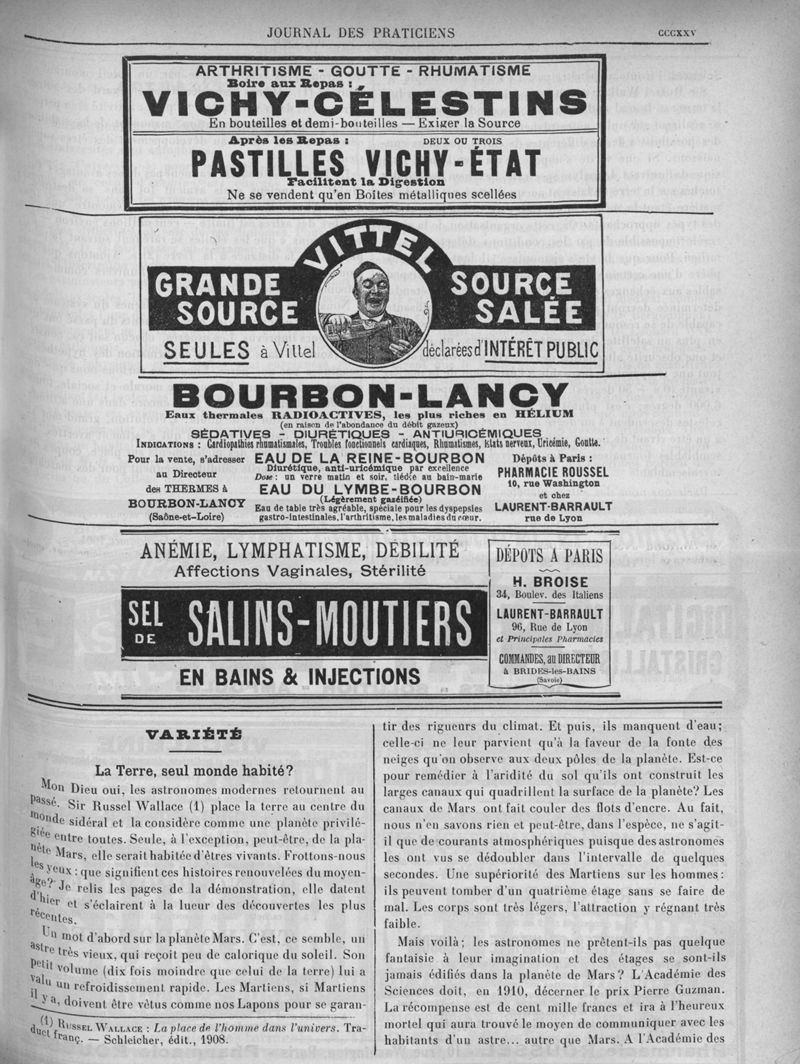 JOURNAL DES PRATICIENS
CCCXXV
ARTHRITISME - GOUTTE - RHUMATISME
Boire aux Repas :
VICHY-CÉLESTINS
En bouteilles et demi-bouteilles — Exiger la Source
Après les Repas : DEUX OU TROIS
PASTILLES VICHY-ÉTAT
Facilitent la Digestion
Ne se vendent qu'en Boîtes métalliques scellées
VITTEL
GRANDE
SOURCE
SOURCE
SALÉE
SEULES à Vittel déclarées d'INTÉRÊT PUBLIC
BOURBON-LANCY
Eaux thermales RADIOACTIVES, les plus riches en HÉLIUM
(en raison de l'abondance du débit gazeux)
SÉDATIVES - DIURÉTIQUES - ANTIURICÉMIQUES
INDICATIONS : Cardiopathies rhumatismales, Troubles fonctionnels cardiaques, Rhumatismes, Etats nerveux, Uricémie, Goutte.
Pour la vente, s'adresser
au Directeur
des THERMES à
BOURBON-LANCY
(Saône-et-Loire)
EAU DE LA REINE-BOURBON
Diurétique, anti-uricémique par excellence
Dose : un verre matin et soir, tiède au bain-marie
EAU DU LYMBE-BOURBON
(Légèrement gazéifiée)
Eau de table très agréable, spéciale pour les dyspepsies
gastro-intestinales, l'arthritisme, les maladies du cœur.
Dépôts à Paris :
PHARMACIE ROUSSEL
10, rue Washington
et chez
LAURENT-BARRAULT
rue de Lyon
ANÉMIE, LYMPHATISME, DÉBILITÉ
Affections Vaginales, Stérilité
SEL
DE
SALINS-MOUTIERS
EN BAINS & INJECTIONS
DÉPOTS A PARIS
H. BROISE
34, Boulev. des Italiens
LAURENT-BARRAULT
96, Rue de Lyon
et Principales Pharmacies
COMMANDES, au DIRECTEUR
à BRIDES-les-BAINS
(Savoie)
VARIÉTÉ
La Terre, seul monde habité?
Mon Dieu oui, les astronomes modernes retournent au
passé. Sir Russel Wallace (1) place la terre au centre du
monde sidéral et la considère comme une planète privilé-
giée entre toutes. Seule, à l'exception, peut-être, de la pla-
nète Mars, elle serait habitée d'êtres vivants. Frottons-nous
les yeux : que signifient ces histoires renouvelées du moyen-
âge? Je relis les pages de la démonstration, elle datent
d'hier et s'éclairent à la lueur des découvertes les plus
récentes.
Un mot d'abord sur la planète Mars. C'est, ce semble, un
astre très vieux, qui reçoit peu de calorique du soleil. Son
petit volume (dix fois moindre que celui de la terre) lui a
valu un refroidissement rapide. Les Martiens, si Martiens
il y a, doivent être vêtus comme nos Lapons pour se garan-
(1) RUSSEL WALLACE : La place de l'homme dans l'univers. Tra-
duct franç. — Schleicher, édit., 1908.
tir des rigueurs du climat. Et puis, ils manquent d'eau;
celle-ci ne leur parvient qu'à la faveur de la fonte des
neiges qu'on observe aux deux pôles de la planète. Est-ce
pour remédier à l'aridité du sol qu'ils ont construit les
larges canaux qui quadrillent la surface de la planète? Les
canaux de Mars ont fait couler des flots d'encre. Au fait,
nous n'en savons rien et peut-être, dans l'espèce, ne s'agit-
il que de courants atmosphériques puisque des astronomes
les ont vus se dédoubler dans l'intervalle de quelques
secondes. Une supériorité des Martiens sur les hommes :
ils peuvent tomber d'un quatrième étage sans se faire de
mal. Les corps sont très légers, l'attraction y régnant très
faible.
Mais voilà; les astronomes ne prêtent-ils pas quelque
fantaisie à leur imagination et des étages se sont-ils
jamais édifiés dans la planète de Mars? L'Académie des
Sciences doit, en 1910, décerner le prix Pierre Guzman.
La récompense est de cent mille francs et ira à l'heureux
mortel qui aura trouvé le moyen de communiquer avec les
habitants d'un astre... autre que Mars. A l'Académie des